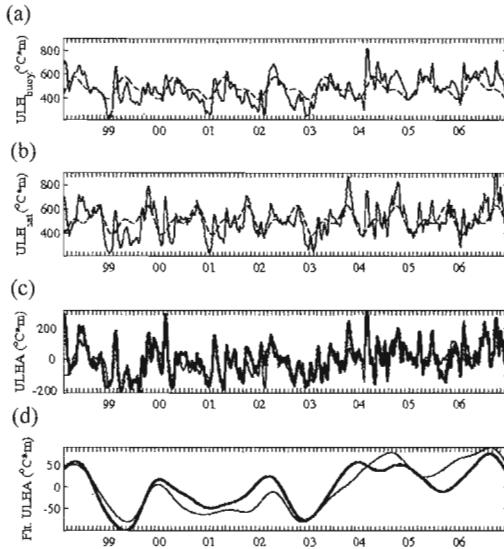 (a)
ULH_buoy (°C*m)
800
600
400
99 00 01 02 03 04 05 06
(b)
ULH_sat (°C*m)
800
600
400
99 00 01 02 03 04 05 06
(c)
ULHA (°C*m)
200
0
-200
99 00 01 02 03 04 05 06
(d)
Flt. ULHA (°C*m)
50
0
-50
99 00 01 02 03 04 05 06